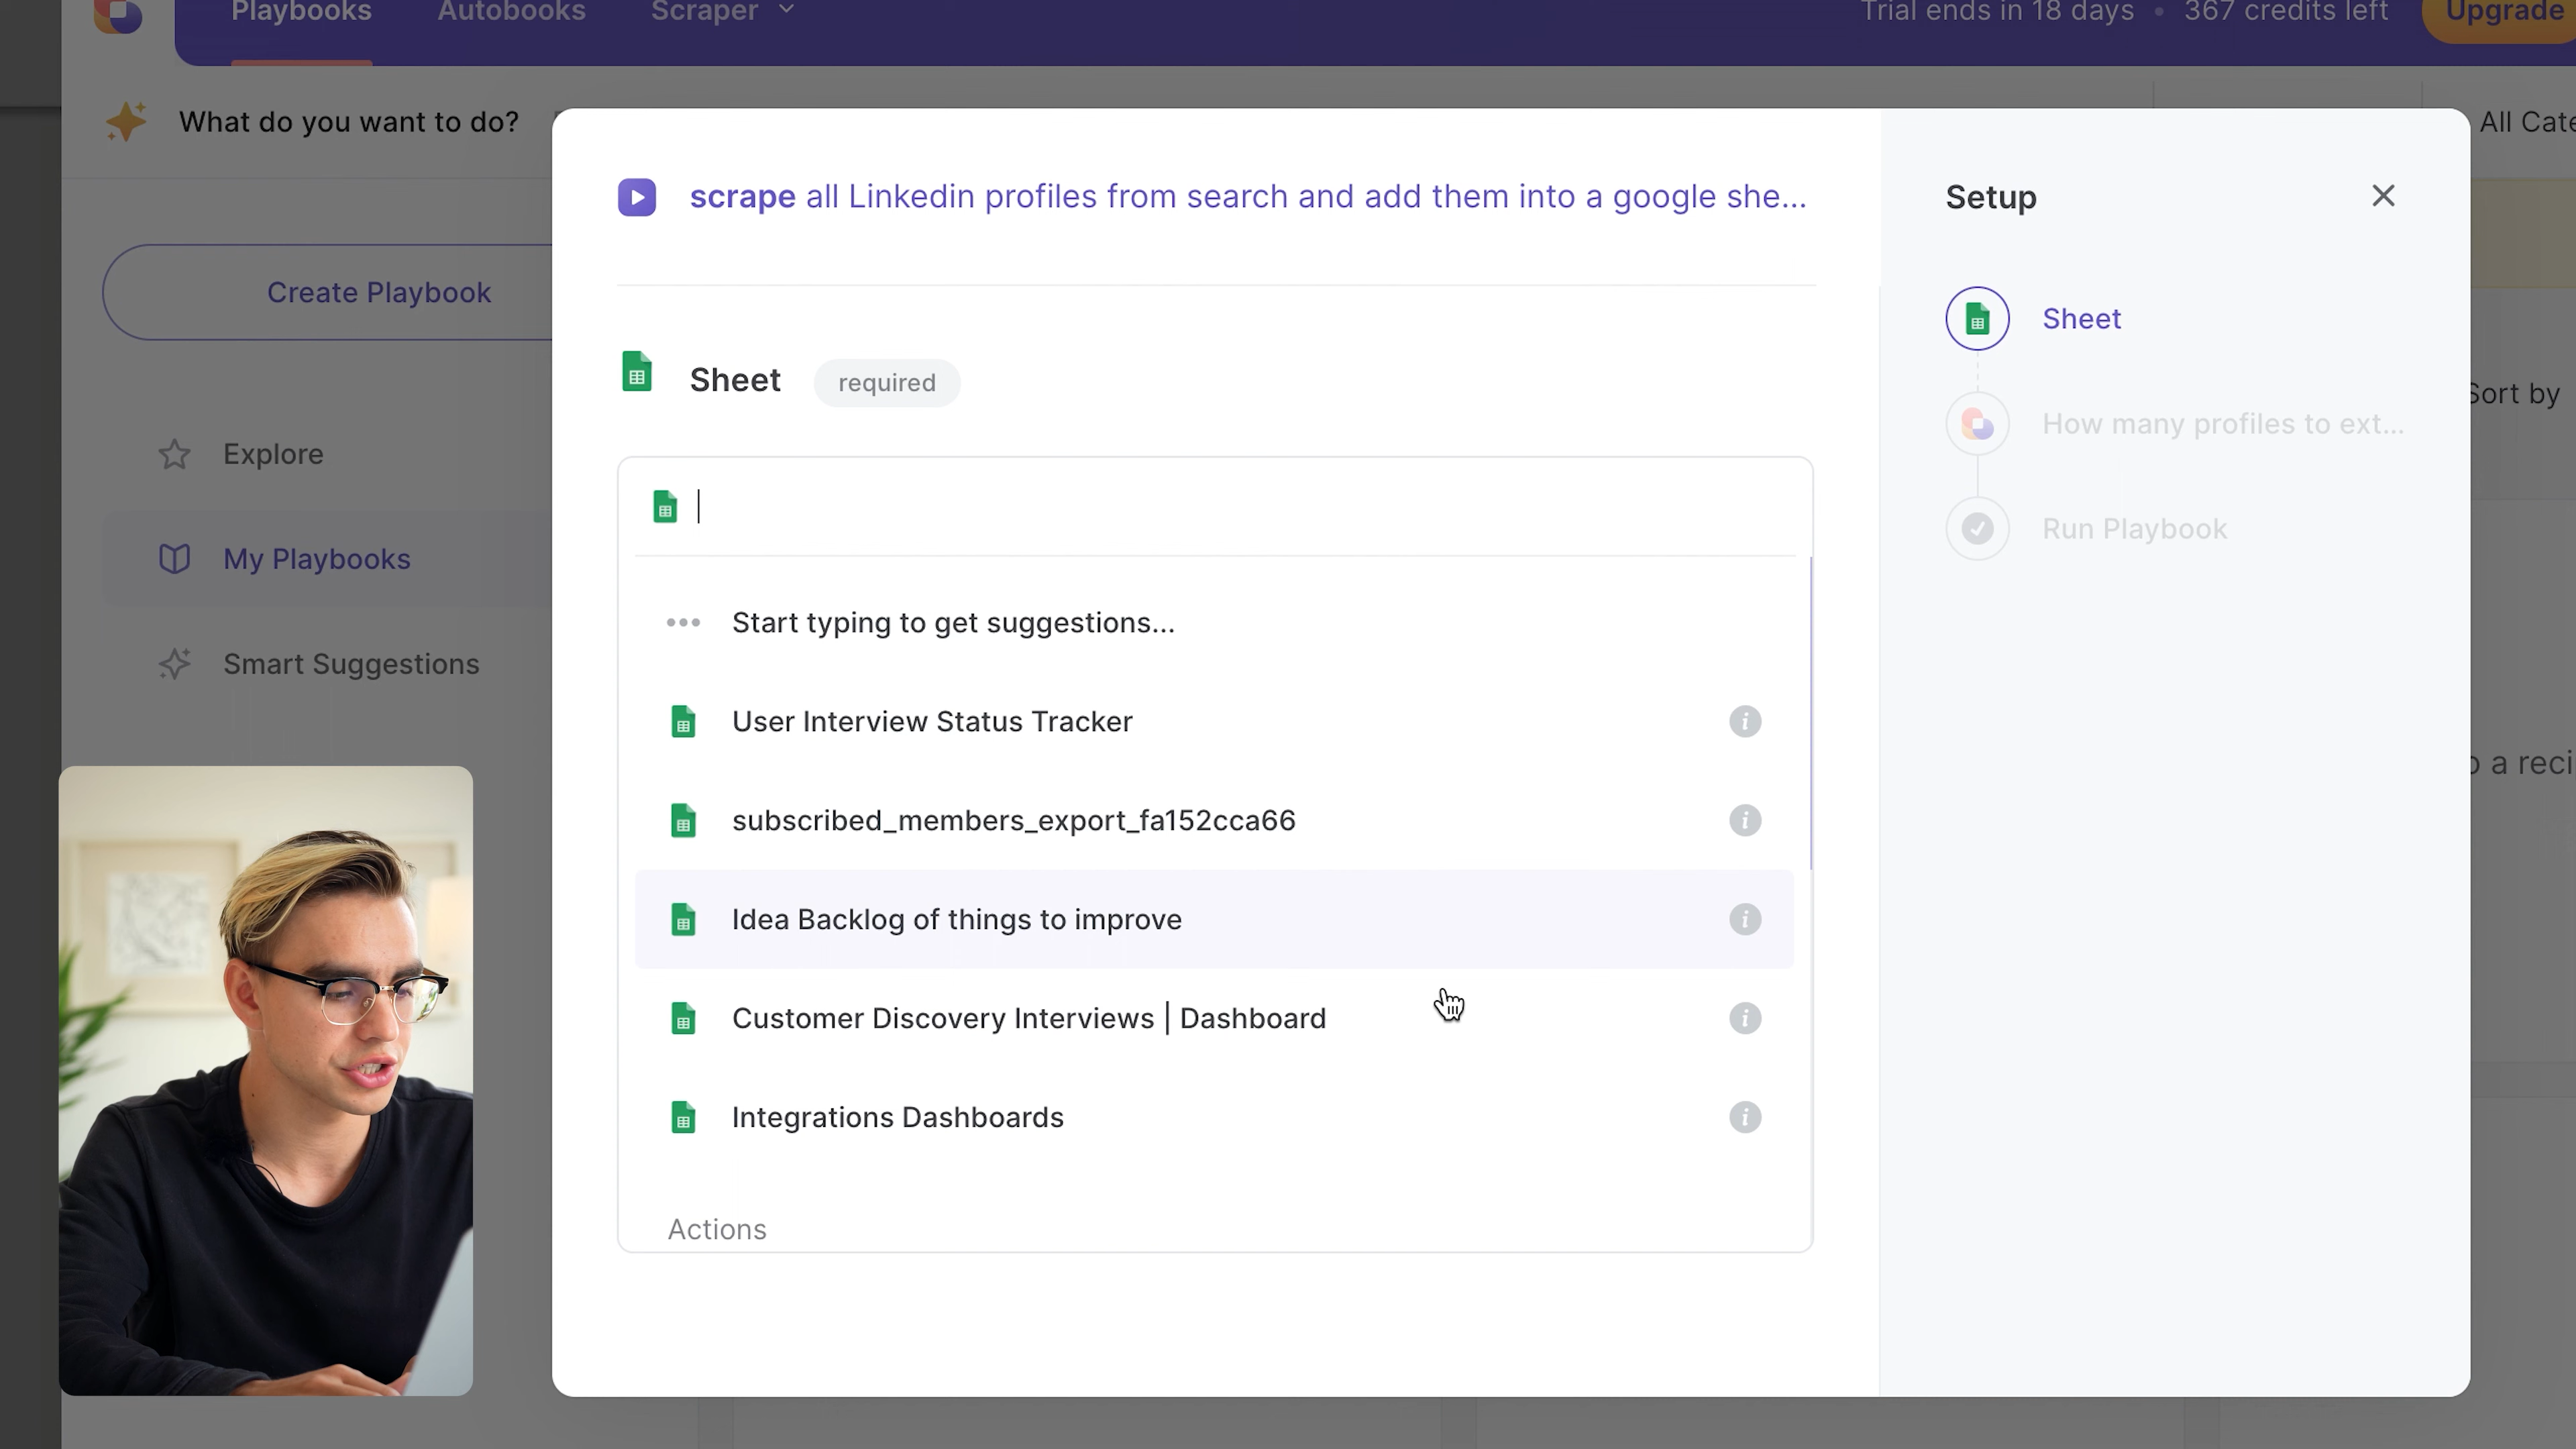 Playbooks
Autobooks
Scraper
Trial ends in 18 days • 367 credits left
Upgrade
What do you want to do?
All Cate
Create Playbook
Explore
My Playbooks
Smart Suggestions
scrape all Linkedin profiles from search and add them into a google she...
Sheet
required
Start typing to get suggestions...
User Interview Status Tracker
subscribed_members_export_fa152cca66
Idea Backlog of things to improve
Customer Discovery Interviews | Dashboard
Integrations Dashboards
Actions
Setup
Sheet
How many profiles to ext...
Run Playbook
Sort by
o a reci